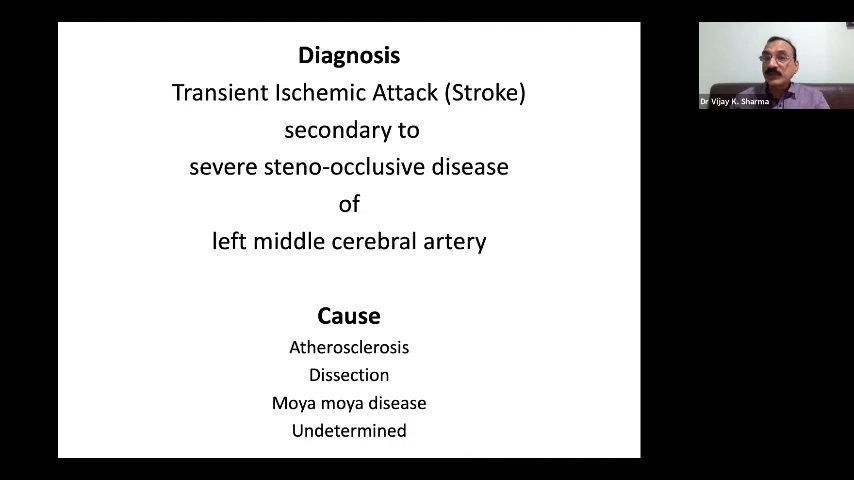 Diagnosis
Transient Ischemic Attack (Stroke)
secondary to
severe steno-occlusive disease
of
left middle cerebral artery
Cause
Atherosclerosis
Dissection
Moya moya disease
Undetermined
Dr Vijay K. Sharma